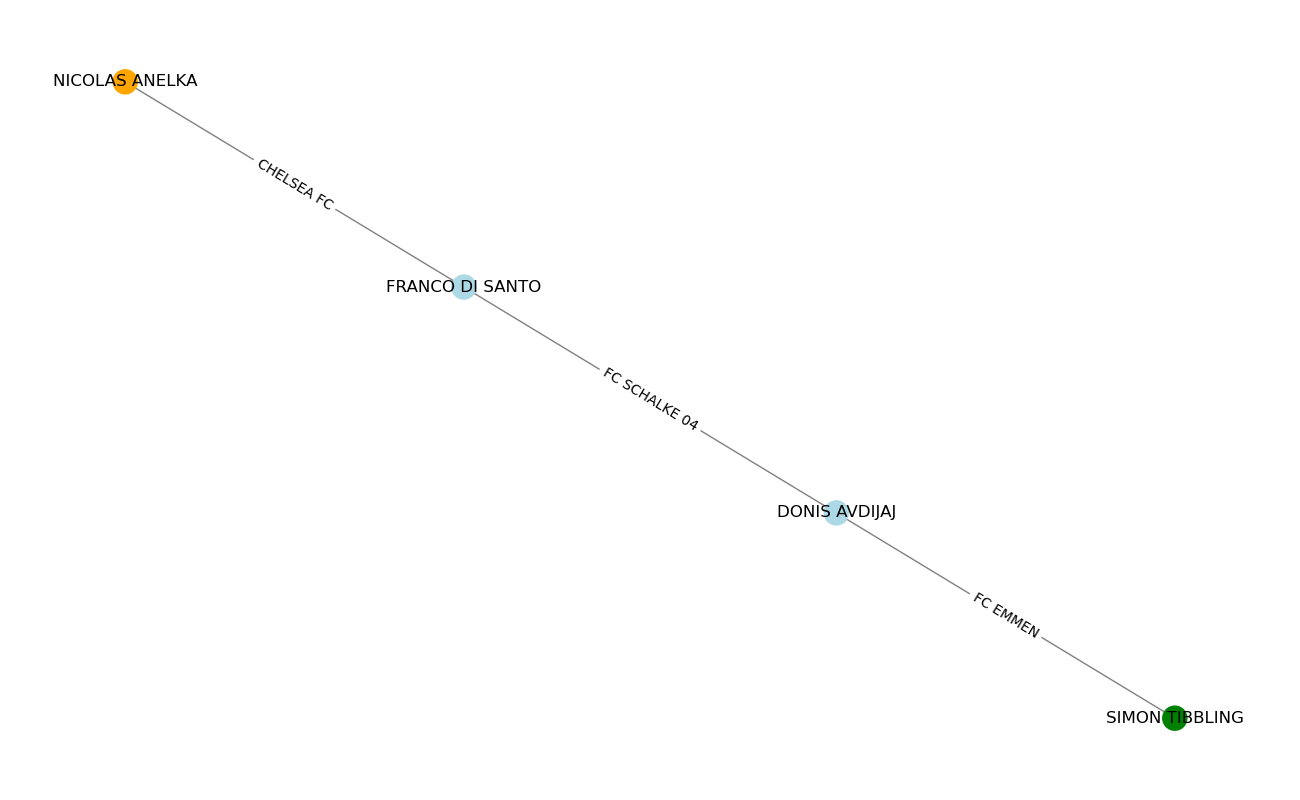 NICOLAS ANELKA
CHELSEA FC
FRANCO DI SANTO
FC SCHALKE 04
DONIS AVDIJAJ
FC EMMEN
SIMON TIBBLING